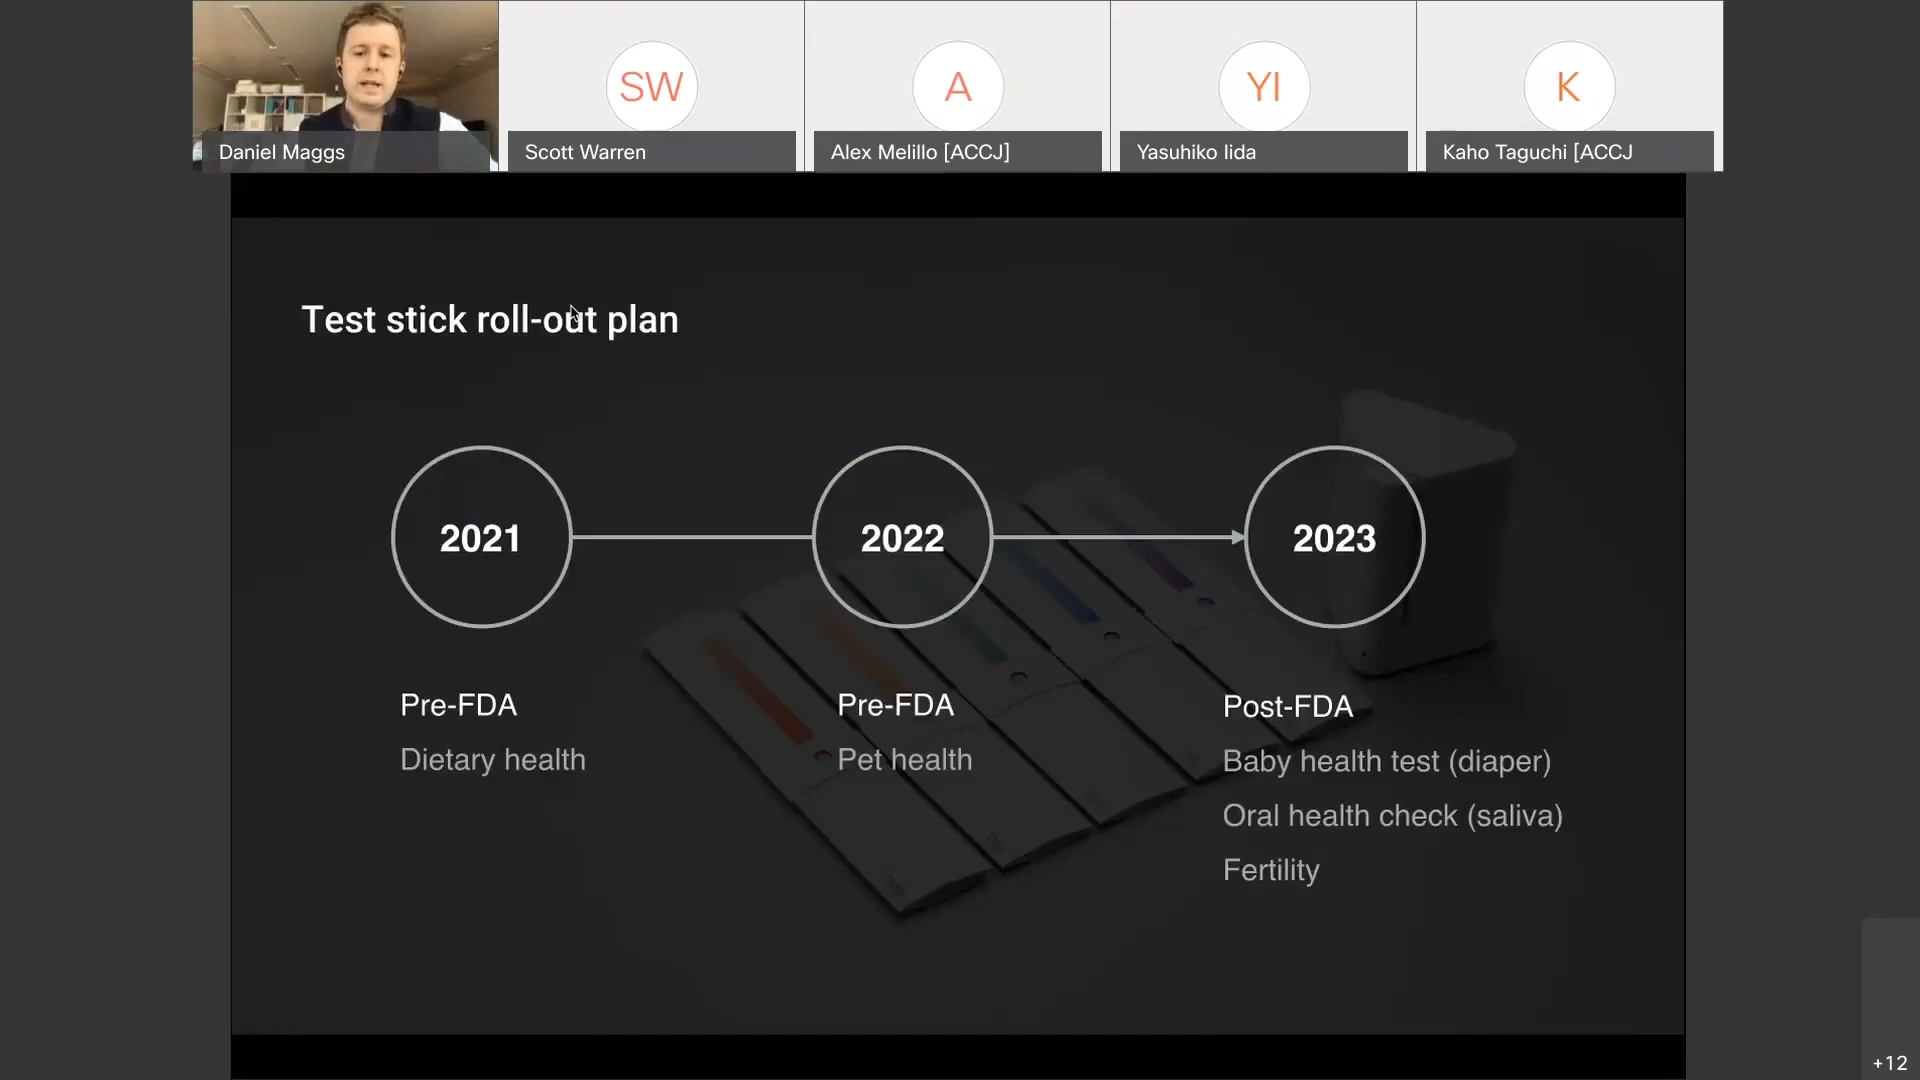 SW
A
YI
K
Daniel Maggs
Scott Warren
Alex Melillo [ACCJ]
Yasuhiko Iida
Kaho Taguchi [ACCJ
Test stick roll-out plan
2021
2022
2023
Pre-FDA
Dietary health
Pre-FDA
Pet health
Post-FDA
Baby health test (diaper)
Oral health check (saliva)
Fertility
+12